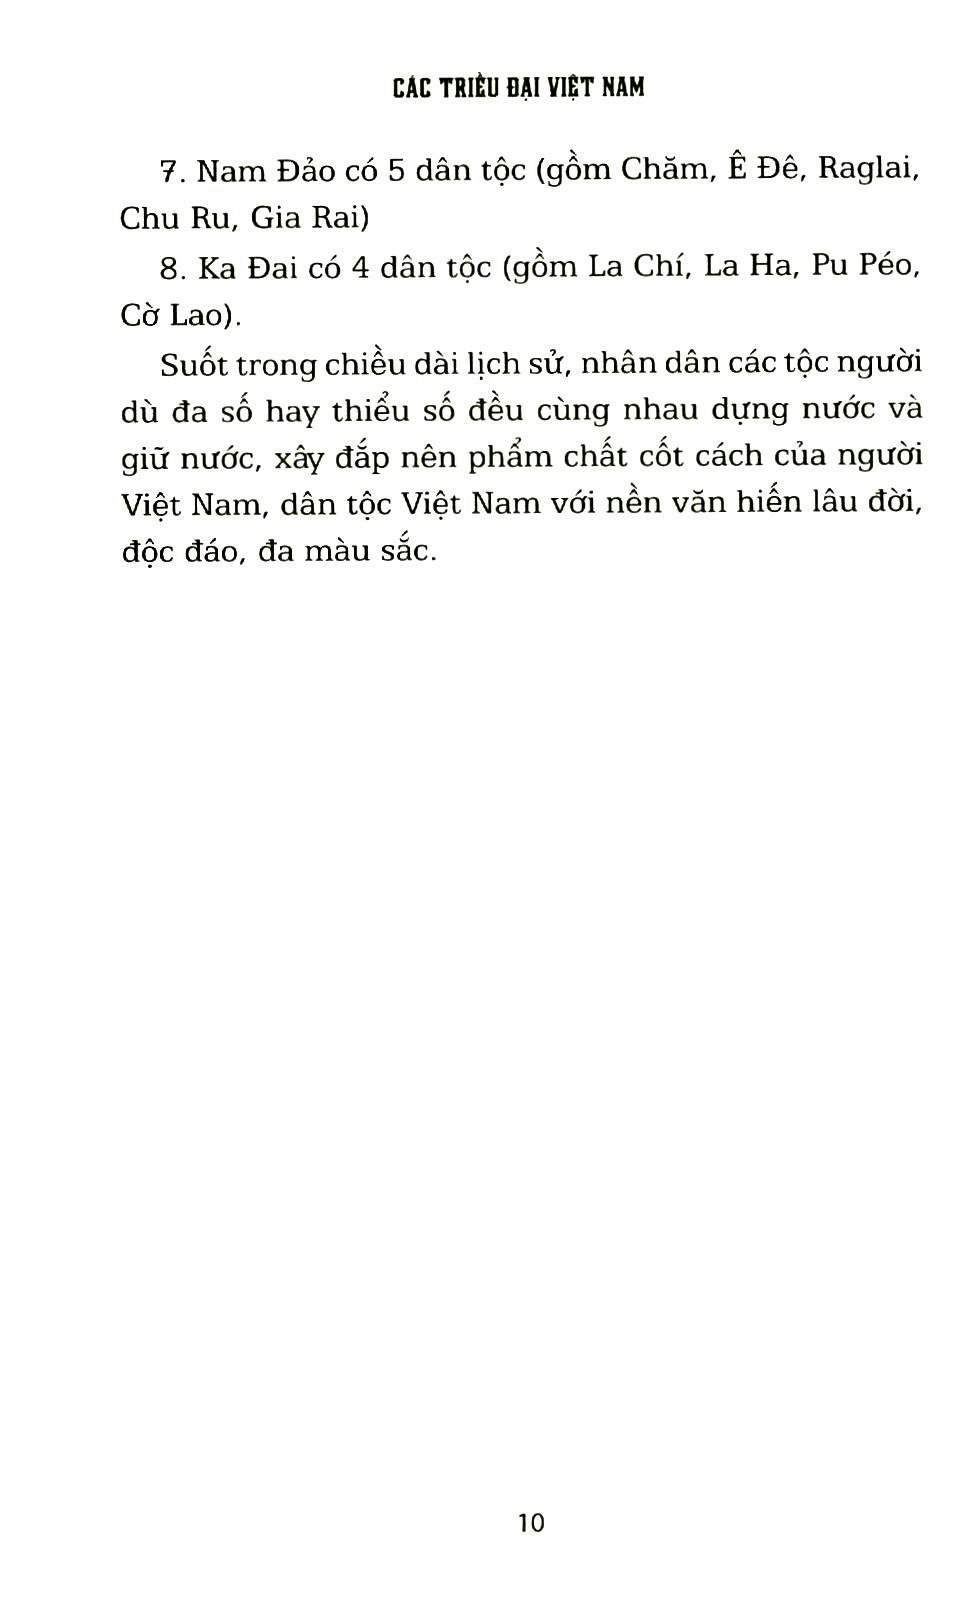 CÁC TRIỀU ĐẠI VIỆT NAM
7. Nam Đảo có 5 dân tộc (gồm Chăm, Ê Đê, Raglai,
Chu Ru, Gia Rai)
8. Ka Đai có 4 dân tộc (gồm La Chí, La Ha, Pu Péo,
Cờ Lao).
Suốt trong chiều dài lịch sử, nhân dân các tộc người
dù đa số hay thiểu số đều cùng nhau dựng nước và
giữ nước, xây đắp nên phẩm chất cốt cách của người
Việt Nam, dân tộc Việt Nam với nền văn hiến lâu đời,
độc đáo, đa màu sắc.
10